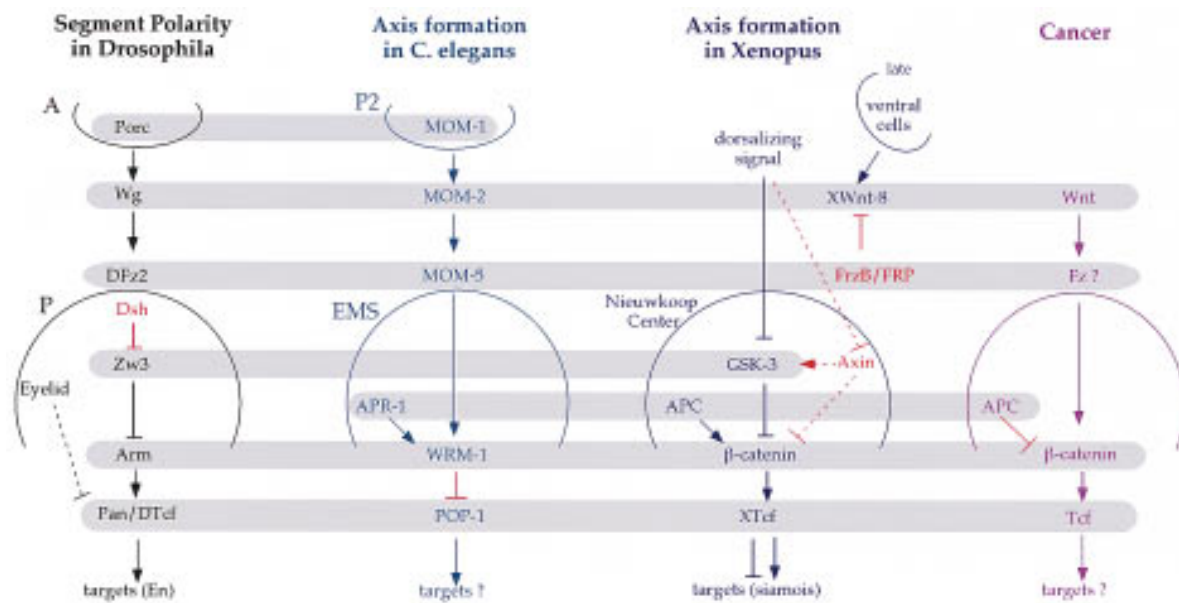 Segment Polarity
in Drosophila
Axis formation
in C. elegans
Axis formation
in Xenopus
Cancer
A
Porc
P2
MOM-1
dorsalizing
signal
late
ventral
cells
Wg
MOM-2
XWnt-8
Wnt
DFz2
MOM-5
FrzB/FRP
Fz ?
P
Dsh
EMS
Nieuwkoop
Center
Zw3
GSK-3
Axin
Eyelid
APR-1
APC
APC
Arm
WRM-1
β-catenin
β-catenin
Pan/DTcf
POP-1
XTcf
Tcf
targets (En)
targets ?
targets (siamois)
targets ?